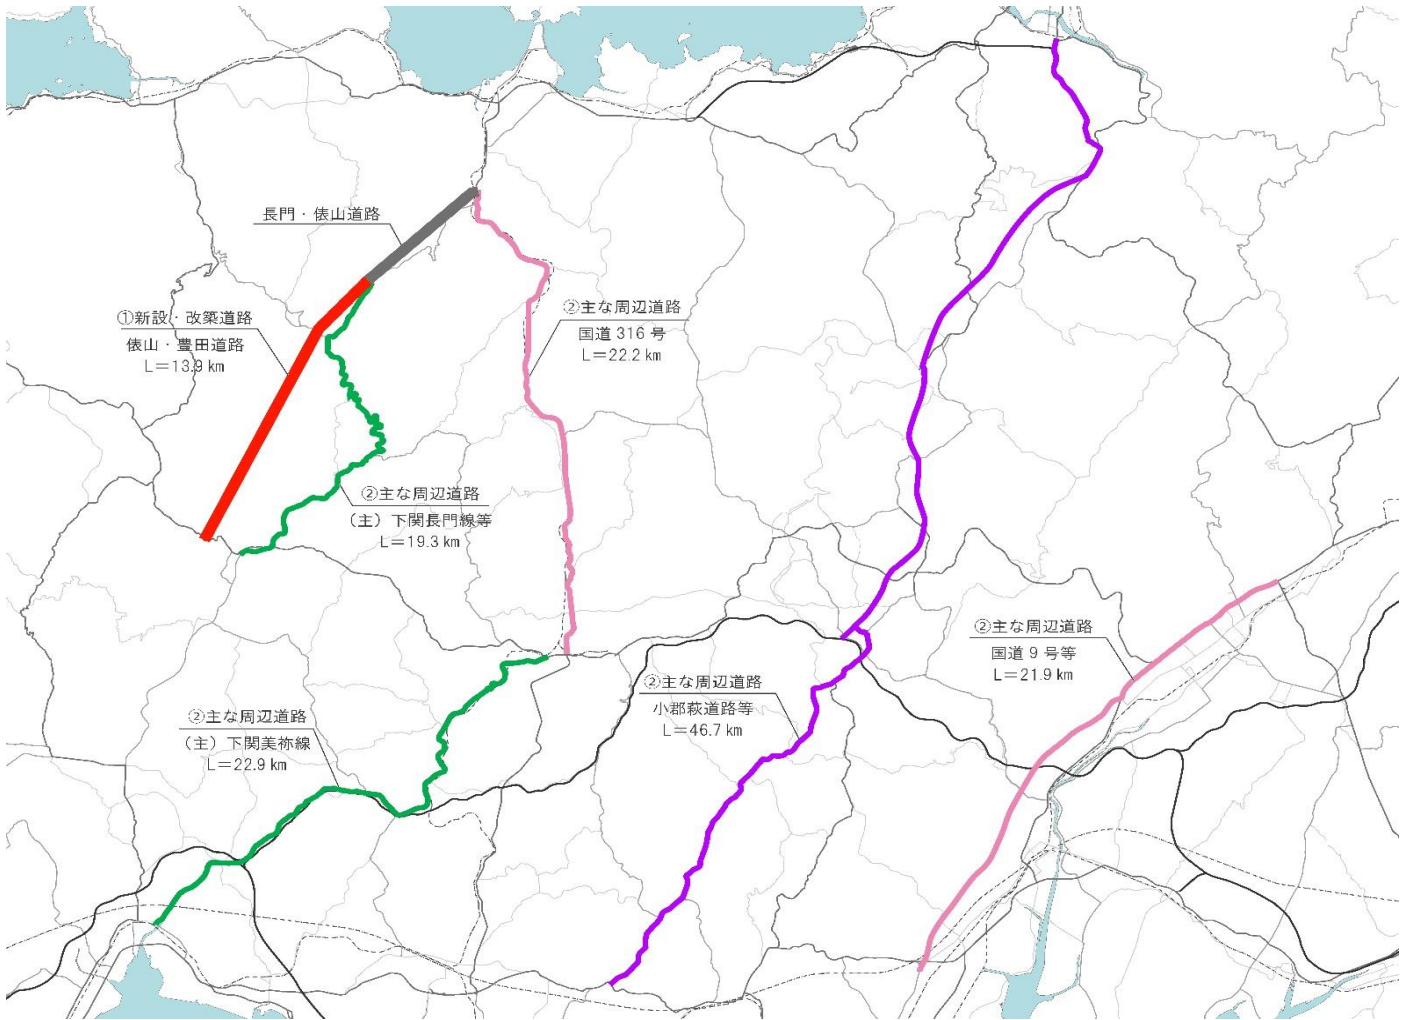 長門・俵山道路
①新設・改築道路
俵山・豊田道路
L=13.9 km
②主な周辺道路
国道 316 号
L=22.2 km
②主な周辺道路
（主）下関長門線等
L=19.3 km
②主な周辺道路
国道 9 号等
L=21.9 km
②主な周辺道路
小郡萩道路等
L=46.7 km
②主な周辺道路
（主）下関美祢線
L=22.9 km